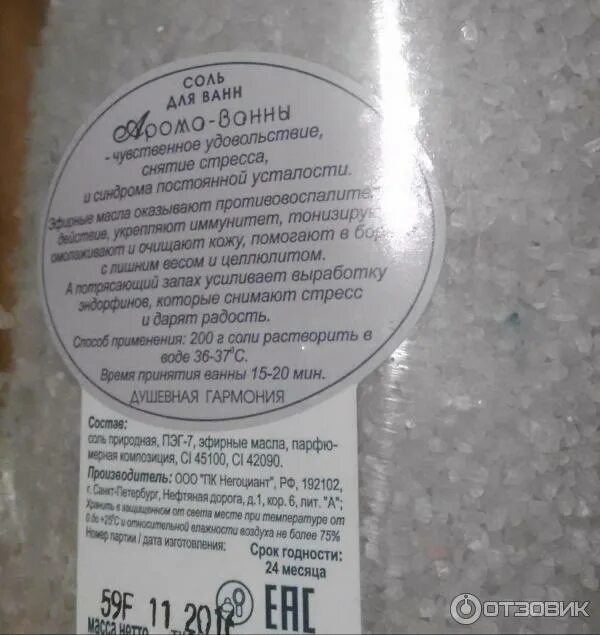 СОЛЬ
ДЛЯ ВАНН
Арома-ванны
- чувственное удовольствие,
снятие стресса,
и синдрома постоянной усталости.
Эфирные масла оказывают
действие, укрепляют иммунитет,
омолаживают и очищают кожу, помогают в
с лишним весом и целлюлитом.
А потрясающий запах усиливает выработку
эндорфинов, которые снимают стресс
и дарят радость.
Способ применения: 200 г соли растворить в
воде 36-37°С.
Время принятия ванны 15-20 мин.
ДУШЕВНАЯ ГАРМОНИЯ
Состав:
соль природная, ПЭГ-7, эфирные масла, парфю-
мерная композиция, CI 45100, CI 42090.
Производитель: ООО "ПК Негоциант", РФ, 192102,
г. Санкт-Петербург, Нефтяная дорога, д.1, кор. 6, лит. "А";
Хранить в защищенном от света месте при температуре от
0 до +25°С и относительной влажности воздуха не более 75%
Номер партии / дата изготовления:
Срок годности:
24 месяца
59F 11 201
EAC
масса нетто
ОТЗОВИК